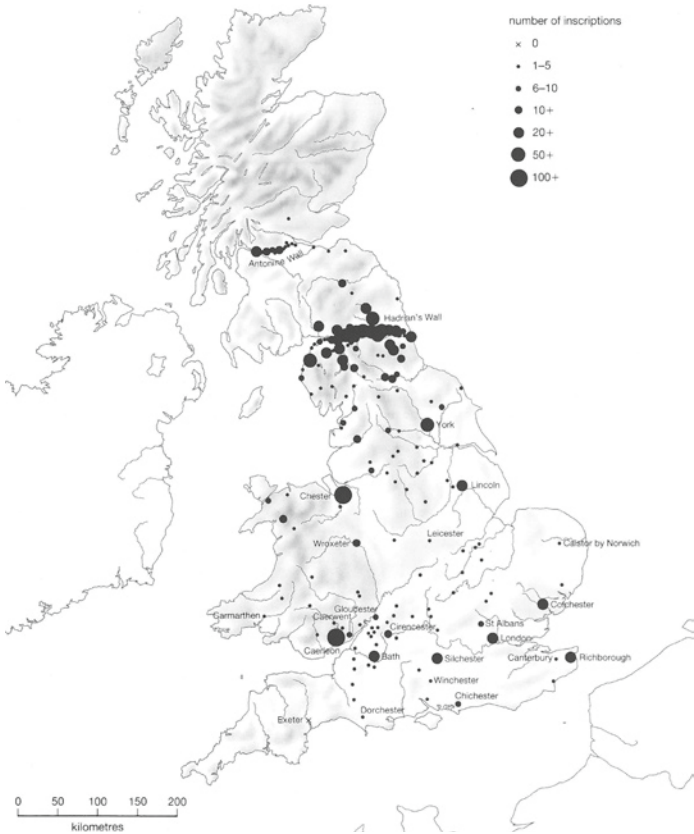 number of inscriptions
× 0
1–5
6–10
10+
20+
50+
100+
Antonine Wall
Hadrian's Wall
York
Chester
Lincoln
Wroxeter
Leicester
Caistor by Norwich
Carmarthen
Gloucester
Caerwent
Colchester
St Albans
Cirencester
London
Caerleon
Bath
Silchester
Canterbury
Richborough
Winchester
Chichester
Dorchester
Exeter
0 50 100 150 200
kilometres